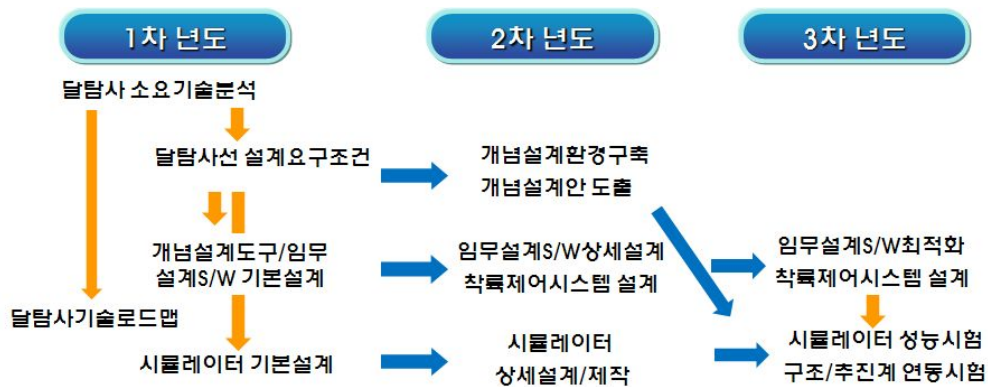 1차 년도
2차 년도
3차 년도
달탐사 소요기술분석
달탐사선 설계요구조건
개념설계환경구축
개념설계안 도출
개념설계도구/임무
설계S/W 기본설계
임무설계S/W상세설계
착륙제어시스템 설계
임무설계S/W최적화
착륙제어시스템 설계
달탐사기술로드맵
시뮬레이터 기본설계
시뮬레이터
상세설계/제작
시뮬레이터 성능시험
구조/추진계 연동시험